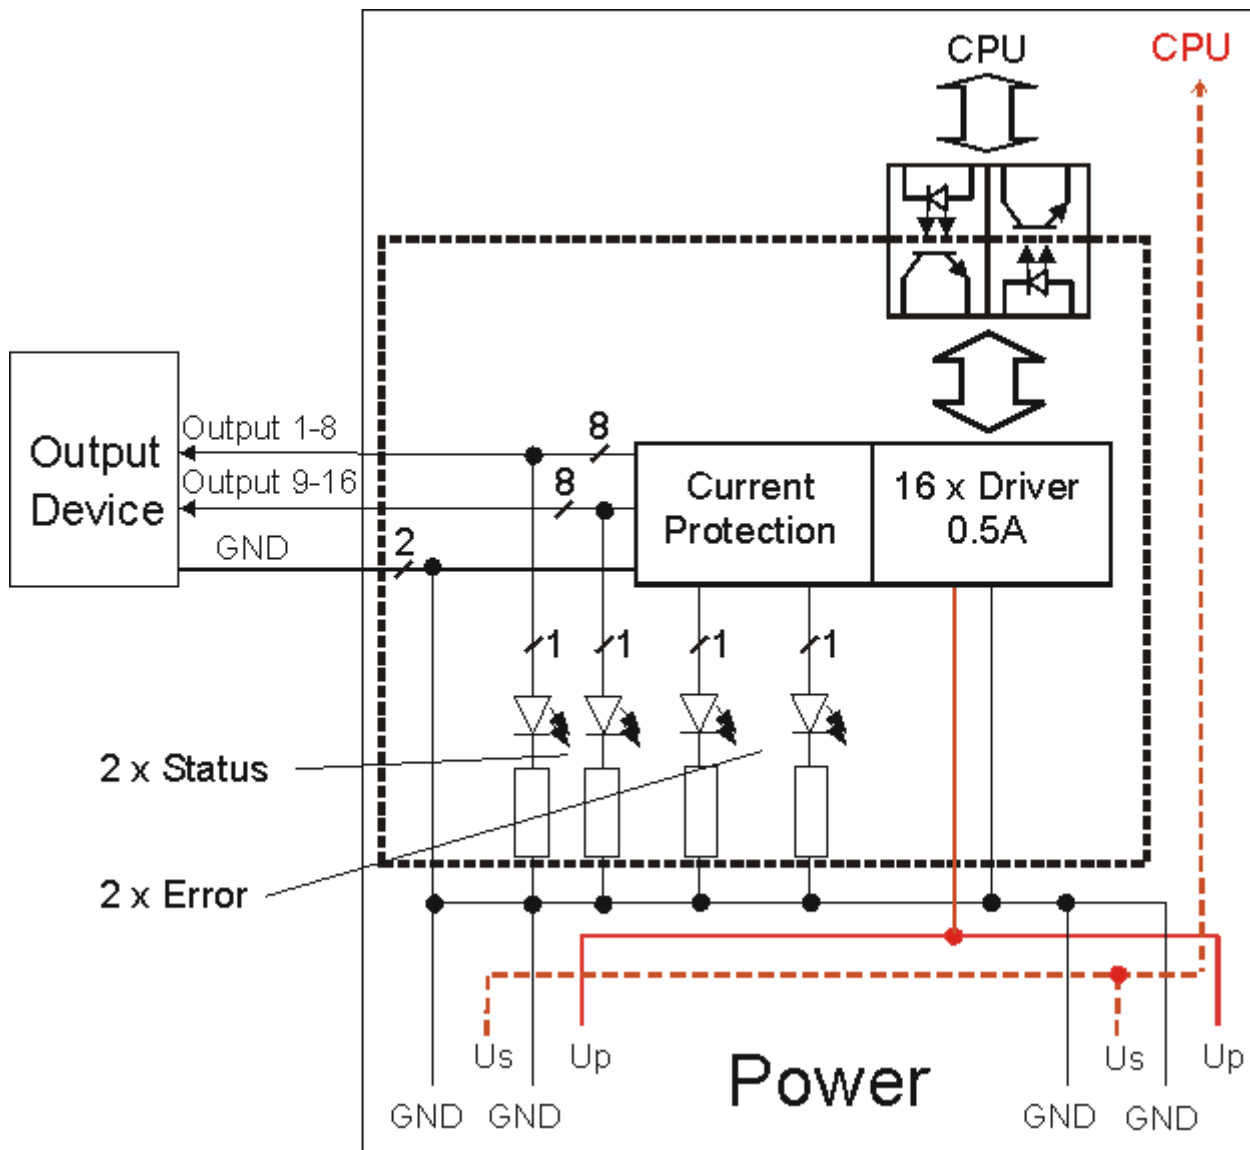 CPU CPU
Output 1-8
8
Output
Device
Output 9-16
8
GND
2
Current
Protection
16 x Driver
0.5A
1 1 1 1
2 x Status
2 x Error
Us Up Us Up
Power
GND GND GND GND